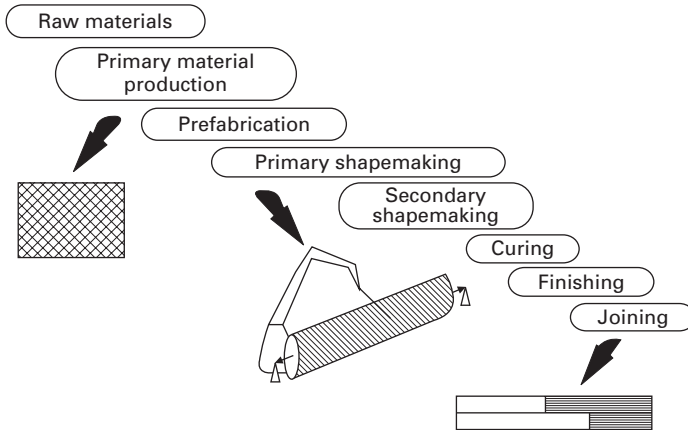 Raw materials
Primary material
production
Prefabrication
Primary shapemaking
Secondary
shapemaking
Curing
Finishing
Joining